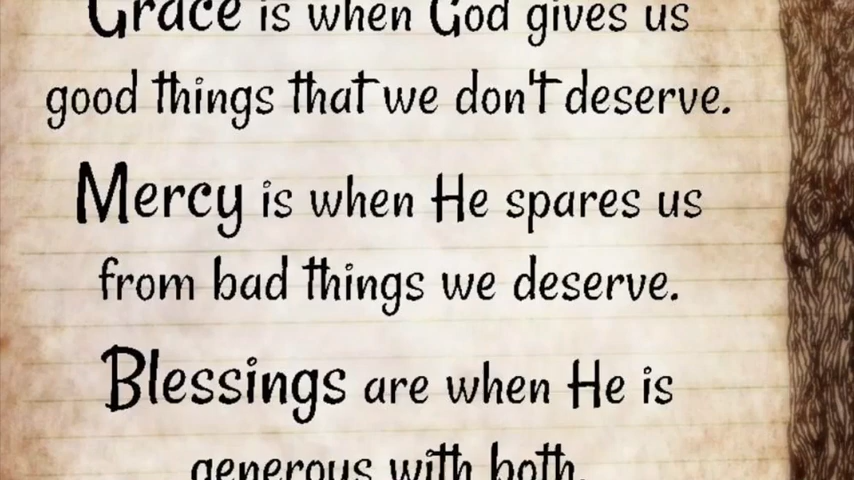 Grace is when God gives us
good things that we don't deserve.
Mercy is when He spares us
from bad things we deserve.
Blessings are when He is
generous with both.